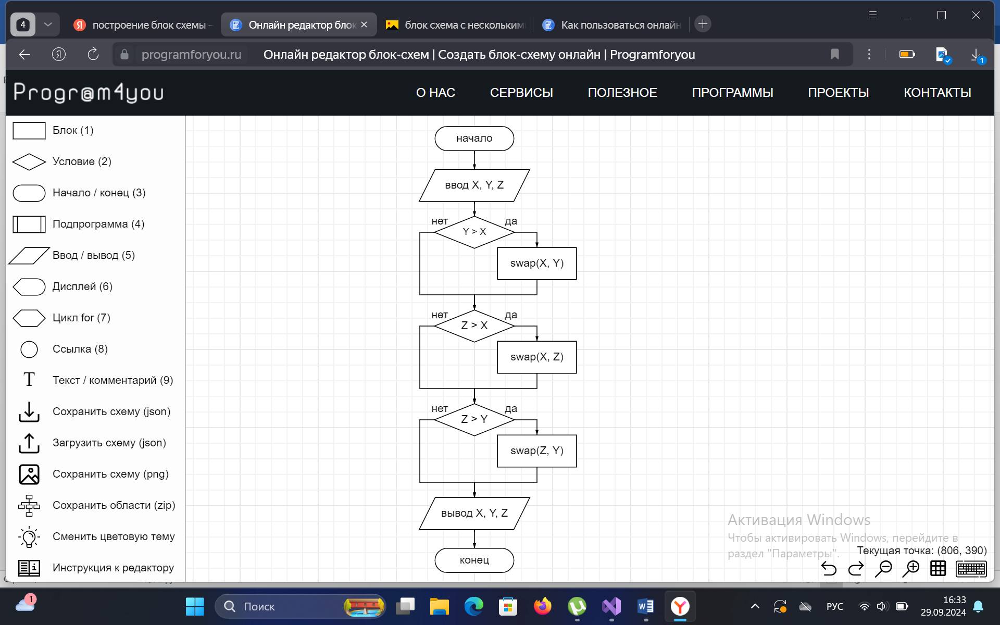 4
построение блок схемы -
Онлайн редактор блок
блок схема с нескольким
Как пользоваться онлайн
programforyou.ru
Онлайн редактор блок-схем | Создать блок-схему онлайн | Programforyou
1
Progr@m4you
О НАС
СЕРВИСЫ
ПОЛЕЗНОЕ
ПРОГРАММЫ
ПРОЕКТЫ
КОНТАКТЫ
Блок (1)
Условие (2)
Начало / конец (3)
Подпрограмма (4)
Ввод / вывод (5)
Дисплей (6)
Цикл for (7)
Ссылка (8)
T Текст / комментарий (9)
Сохранить схему (json)
Загрузить схему (json)
Сохранить схему (png)
Сохранить области (zip)
Сменить цветовую тему
Инструкция к редактору
начало
ввод X, Y, Z
нет
да
Y > X
swap(X, Y)
нет
да
Z > X
swap(X, Z)
нет
да
Z > Y
swap(Z, Y)
вывод X, Y, Z
конец
Активация Windows
Чтобы активировать Windows, перейдите в
раздел "Параметры".
Текущая точка: (806, 390)
1
Поиск
РУС
16:33
29.09.2024